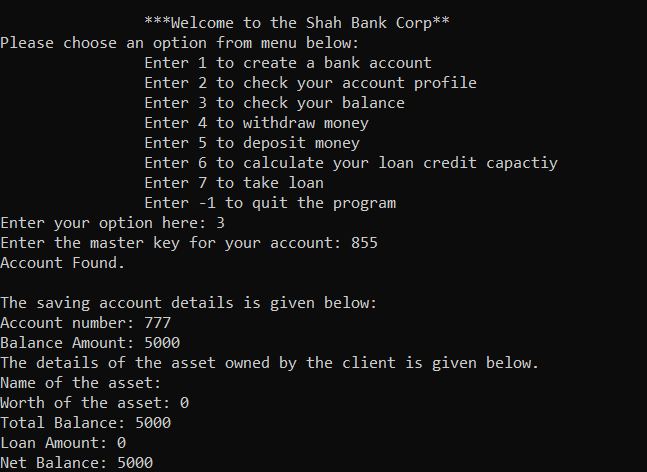 ***Welcome to the Shah Bank Corp**
Please choose an option from menu below:
Enter 1 to create a bank account
Enter 2 to check your account profile
Enter 3 to check your balance
Enter 4 to withdraw money
Enter 5 to deposit money
Enter 6 to calculate your loan credit capactiy
Enter 7 to take loan
Enter -1 to quit the program
Enter your option here: 3
Enter the master key for your account: 855
Account Found.
The saving account details is given below:
Account number: 777
Balance Amount: 5000
The details of the asset owned by the client is given below.
Name of the asset:
Worth of the asset: 0
Total Balance: 5000
Loan Amount: 0
Net Balance: 5000